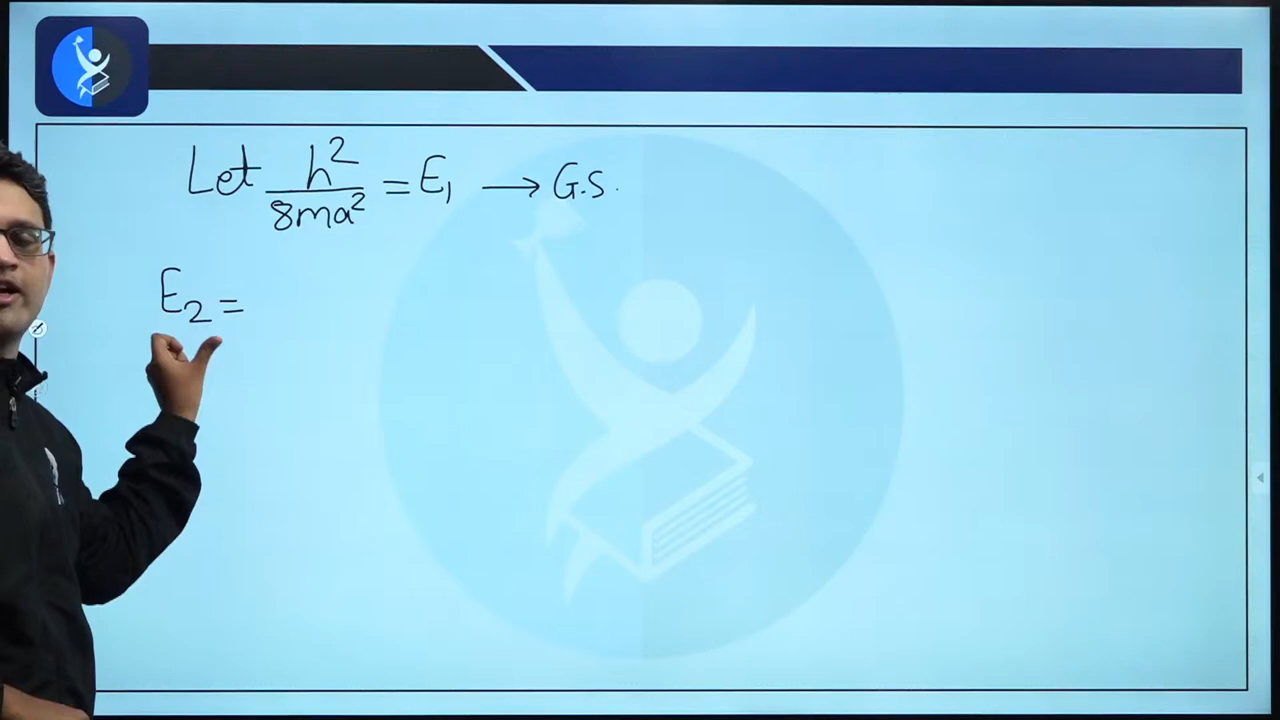 Let h²/8ma² = E₁ → G.S.
E₂ =